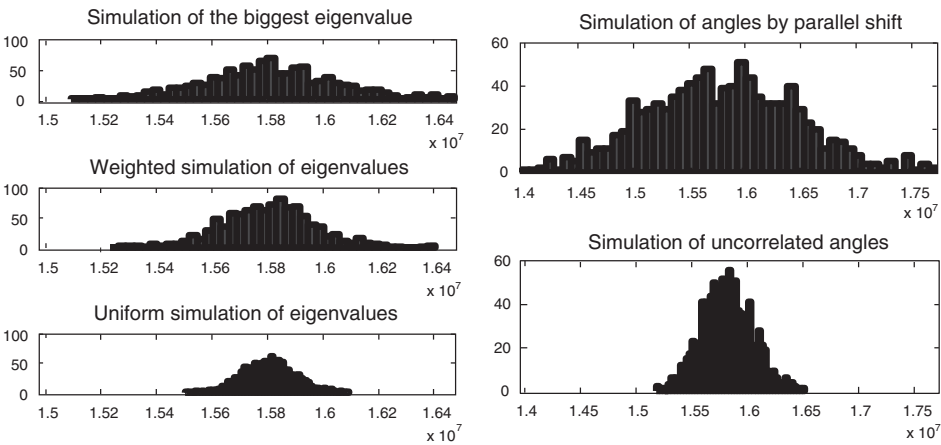 Simulation of the biggest eigenvalue
100
50
0
1.5 1.52 1.54 1.56 1.58 1.6 1.62 1.64
x 10^7
Weighted simulation of eigenvalues
100
50
0
1.5 1.52 1.54 1.56 1.58 1.6 1.62 1.64
x 10^7
Uniform simulation of eigenvalues
100
50
0
1.5 1.52 1.54 1.56 1.58 1.6 1.62 1.64
x 10^7
Simulation of angles by parallel shift
60
40
20
0
1.4 1.45 1.5 1.55 1.6 1.65 1.7 1.75
x 10^7
Simulation of uncorrelated angles
60
40
20
0
1.4 1.45 1.5 1.55 1.6 1.65 1.7 1.75
x 10^7